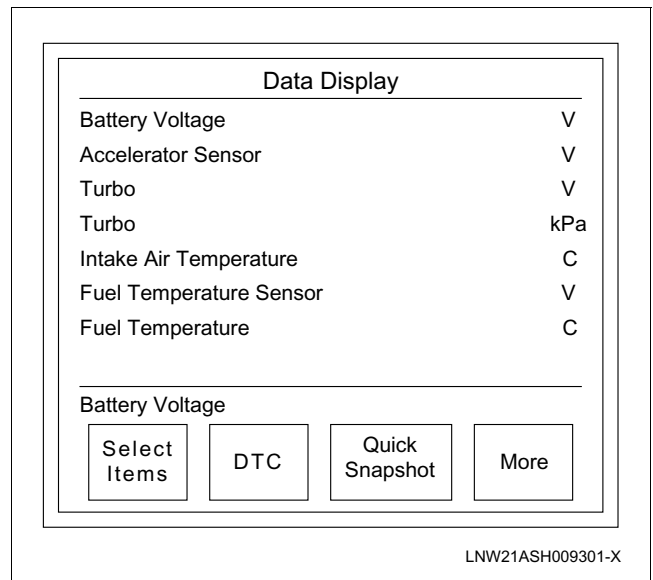 Data Display
Battery Voltage V
Accelerator Sensor V
Turbo V
Turbo kPa
Intake Air Temperature C
Fuel Temperature Sensor V
Fuel Temperature C
Battery Voltage
Select Items
DTC
Quick Snapshot
More
LNW21ASH009301-X